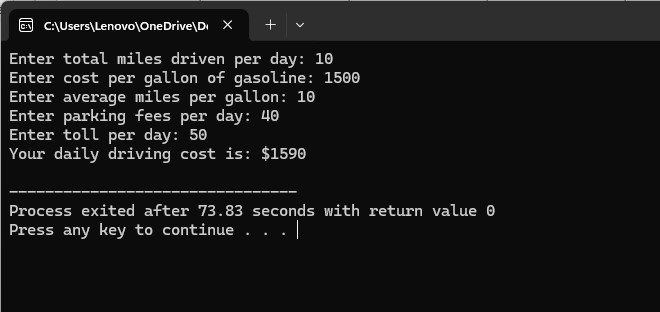 C:\Users\Lenovo\OneDrive\De
Enter total miles driven per day: 10
Enter cost per gallon of gasoline: 1500
Enter average miles per gallon: 10
Enter parking fees per day: 40
Enter toll per day: 50
Your daily driving cost is: $1590
--------------------------------
Process exited after 73.83 seconds with return value 0
Press any key to continue . . .